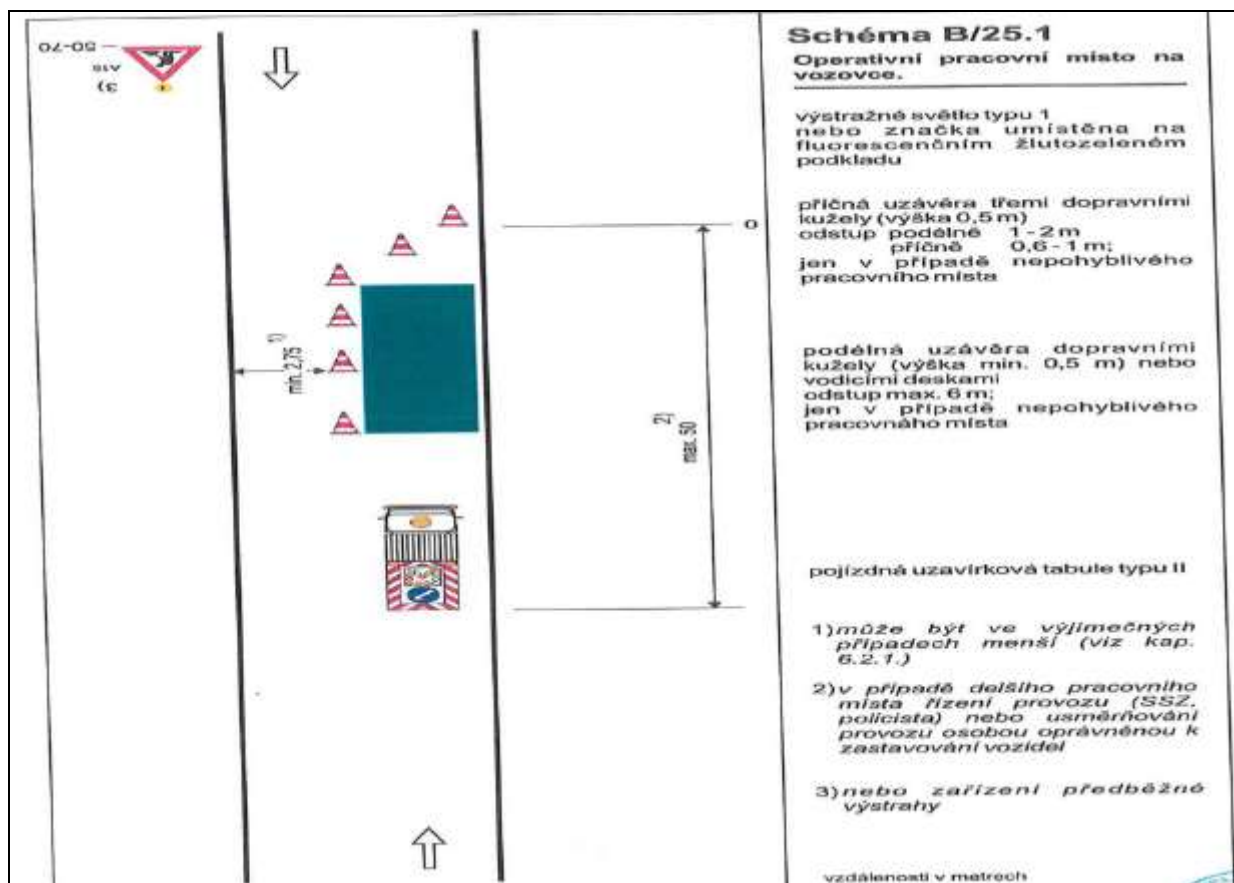 50-70
A15
3)
O
min. 2,75 1)
max. 50 2)
Schéma B/25.1
Operativní pracovní místo na
vozovce.
výstražné světlo typu 1
nebo značka umístěna na
fluorescenčním žlutozeleném
podkladu
příčná uzávěra třemi dopravními
kužely (výška 0,5 m)
odstup podélné 1 - 2 m
příčně 0,6 - 1 m;
jen v případě nepohyblivého
pracovního místa
podélná uzávěra dopravními
kužely (výška min. 0,5 m) nebo
vodicími deskami
odstup max. 6 m;
jen v případě nepohyblivého
pracovnáho místa
pojízdná uzavírková tabule typu II
1) může být ve výjimečných
případech menší (viz kap.
6.2.1.)
2) v případě delšího pracovního
místa řízení provozu (SSZ,
policista) nebo usměrňování
provozu osobou oprávněnou k
zastavování vozidel
3) nebo zařízení předběžné
výstrahy
vzdálenosti v metrech